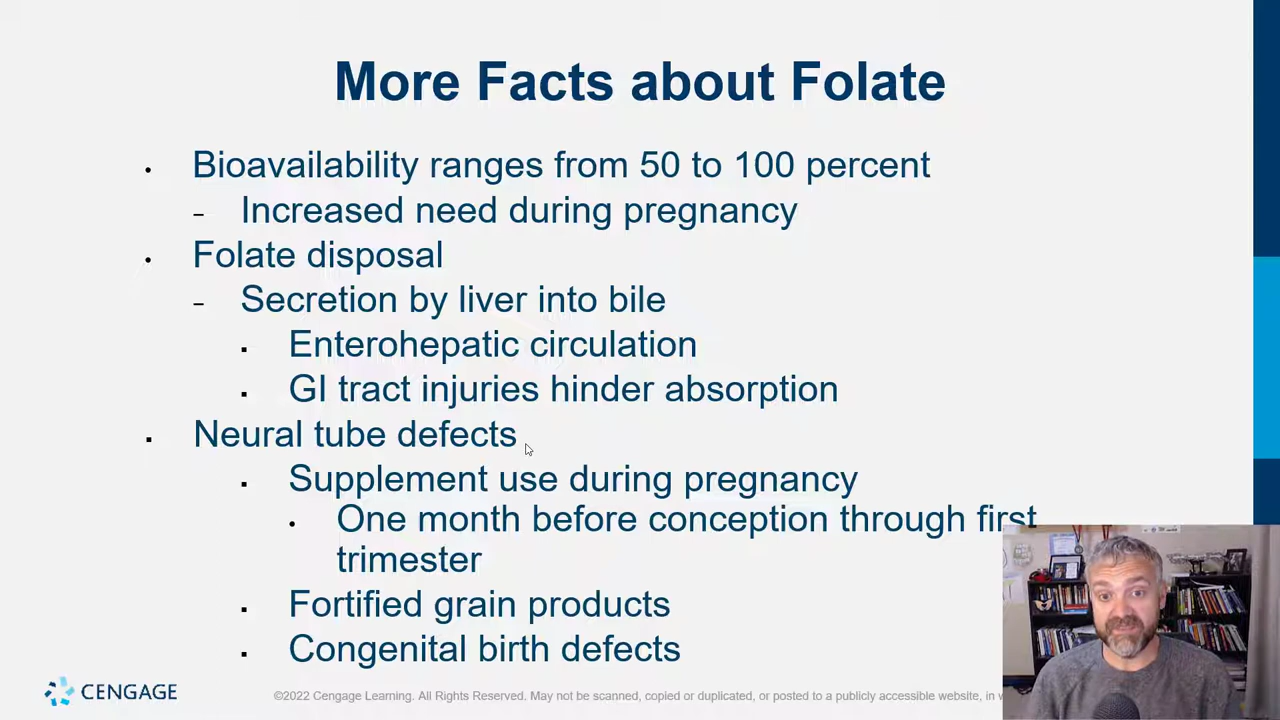 More Facts about Folate
• Bioavailability ranges from 50 to 100 percent
– Increased need during pregnancy
• Folate disposal
– Secretion by liver into bile
▪ Enterohepatic circulation
▪ GI tract injuries hinder absorption
▪ Neural tube defects
▪ Supplement use during pregnancy
• One month before conception through first
trimester
▪ Fortified grain products
▪ Congenital birth defects
CENGAGE
©2022 Cengage Learning. All Rights Reserved. May not be scanned, copied or duplicated, or posted to a publicly accessible website, in